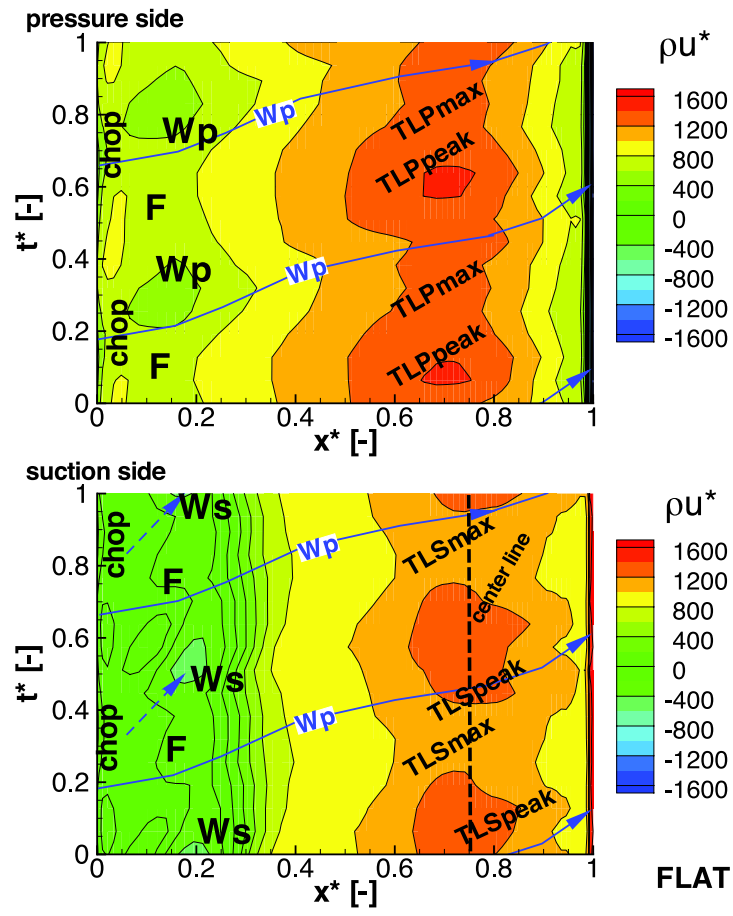 pressure side
ρu*
1
0.8
0.6
0.4
0.2
0
t* [-]
chop
Wp
Wp
TLPmax
TLPpeak
F
Wp
Wp
TLPmax
chop
F
TLPpeak
0
0.2
0.4
0.6
0.8
1
x* [-]
1600
1200
800
400
0
-400
-800
-1200
-1600
suction side
ρu*
1
0.8
0.6
0.4
0.2
0
t* [-]
chop
Ws
Wp
TLSmax
center line
F
Ws
TLSpeak
chop
F
Wp
TLSmax
Ws
TLSpeak
0
0.2
0.4
0.6
0.8
1
x* [-]
1600
1200
800
400
0
-400
-800
-1200
-1600
FLAT